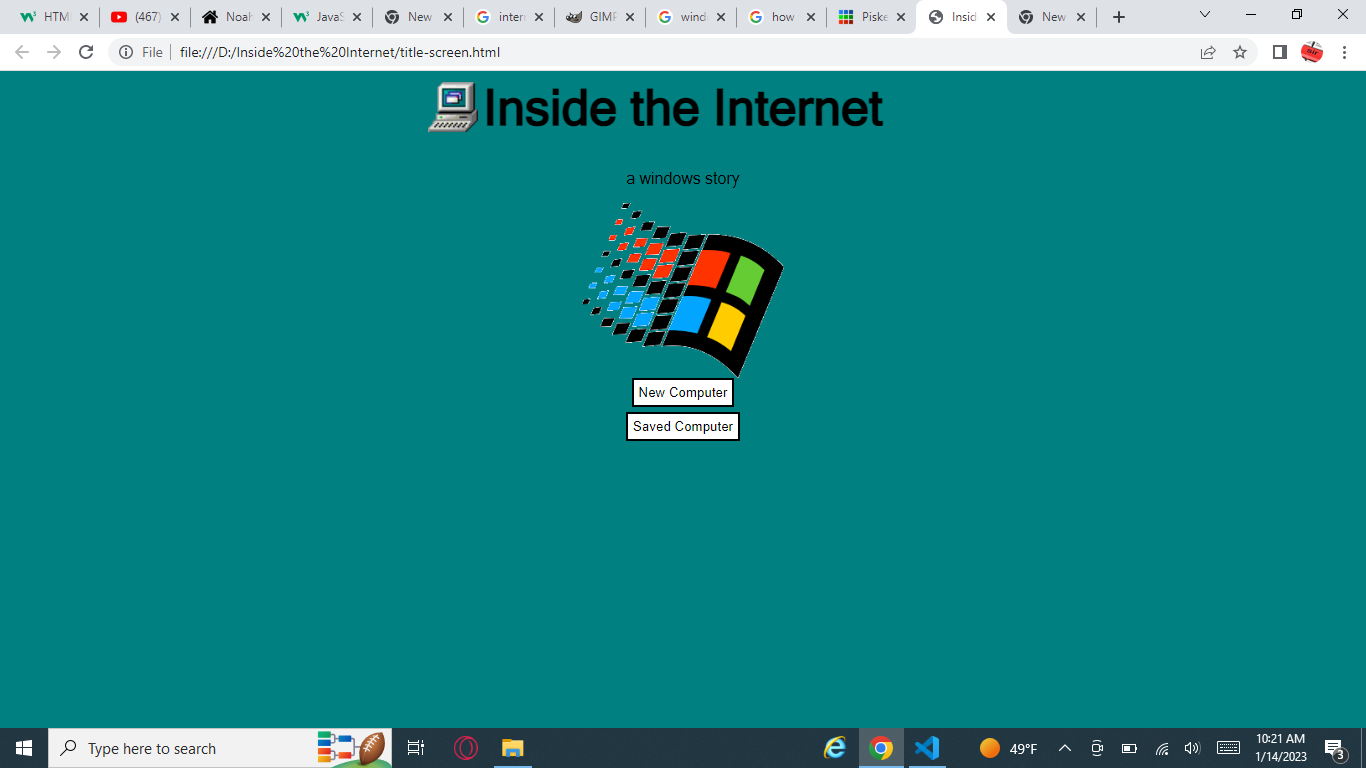 HTM
(467)
Noah
JavaS
New
inter
GIMP
wind
how
Piske
Insid
New
File
file:///D:/Inside%20the%20Internet/title-screen.html
Inside the Internet
a windows story
New Computer
Saved Computer
Type here to search
49°F
10:21 AM
1/14/2023
3